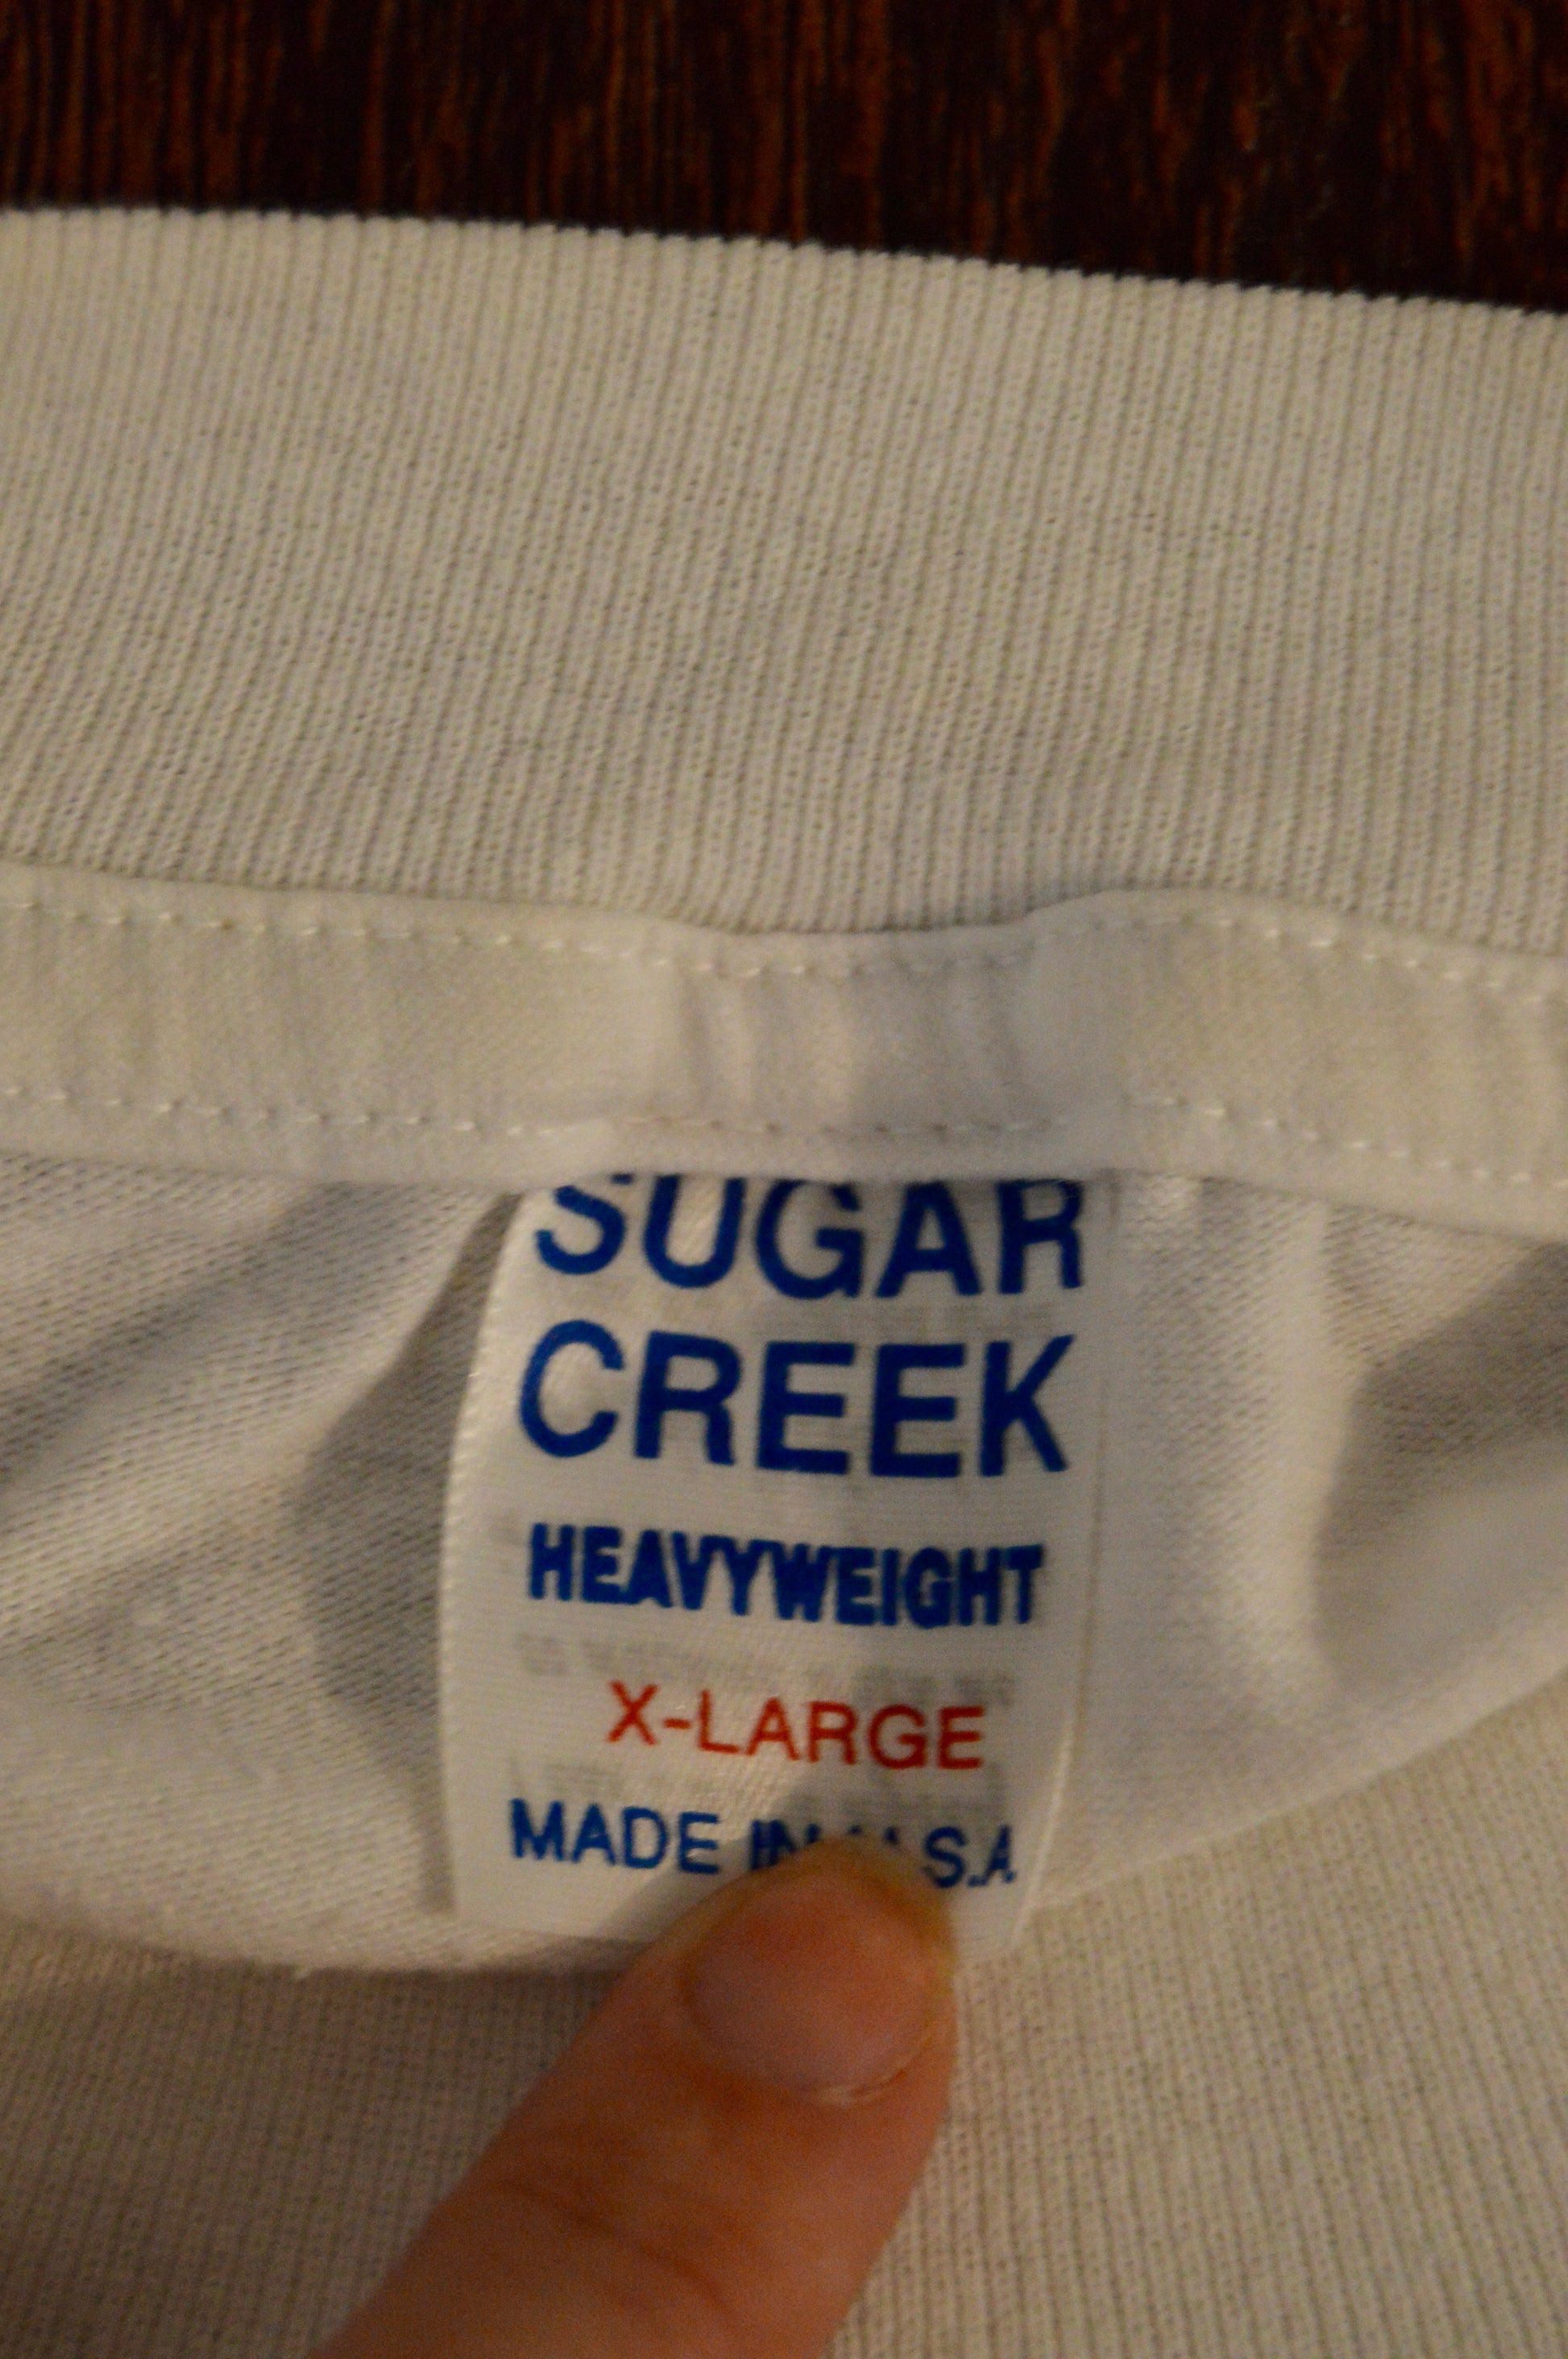 SUGAR
CREEK
HEAVYWEIGHT
X-LARGE
MADE IN U.S.A